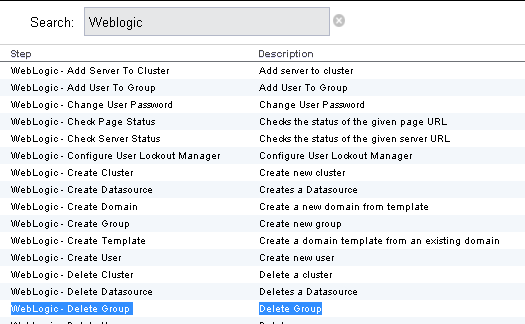 Search: Weblogic
Step Description
WebLogic - Add Server To Cluster Add server to cluster
WebLogic - Add User To Group Add User To Group
WebLogic - Change User Password Change User Password
WebLogic - Check Page Status Checks the status of the given page URL
WebLogic - Check Server Status Checks the status of the given server URL
WebLogic - Configure User Lockout Manager Configure User Lockout Manager
WebLogic - Create Cluster Create new cluster
WebLogic - Create Datasource Creates a Datasource
WebLogic - Create Domain Create a new domain from template
WebLogic - Create Group Create new group
WebLogic - Create Template Create a domain template from an existing domain
WebLogic - Create User Create new user
WebLogic - Delete Cluster Delete a cluster
WebLogic - Delete Datasource Deletes a Datasource
WebLogic - Delete Group Delete Group